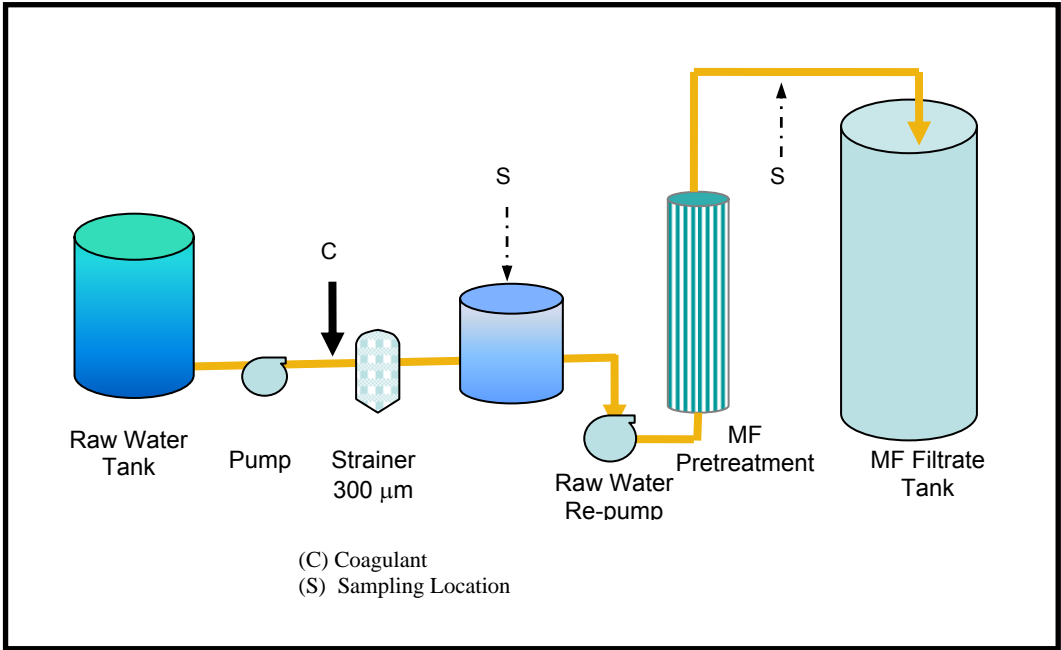 S
S
C
Raw Water
Tank
Pump
Strainer
300 μm
Raw Water
Re-pump
MF
Pretreatment
MF Filtrate
Tank
(C) Coagulant
(S) Sampling Location